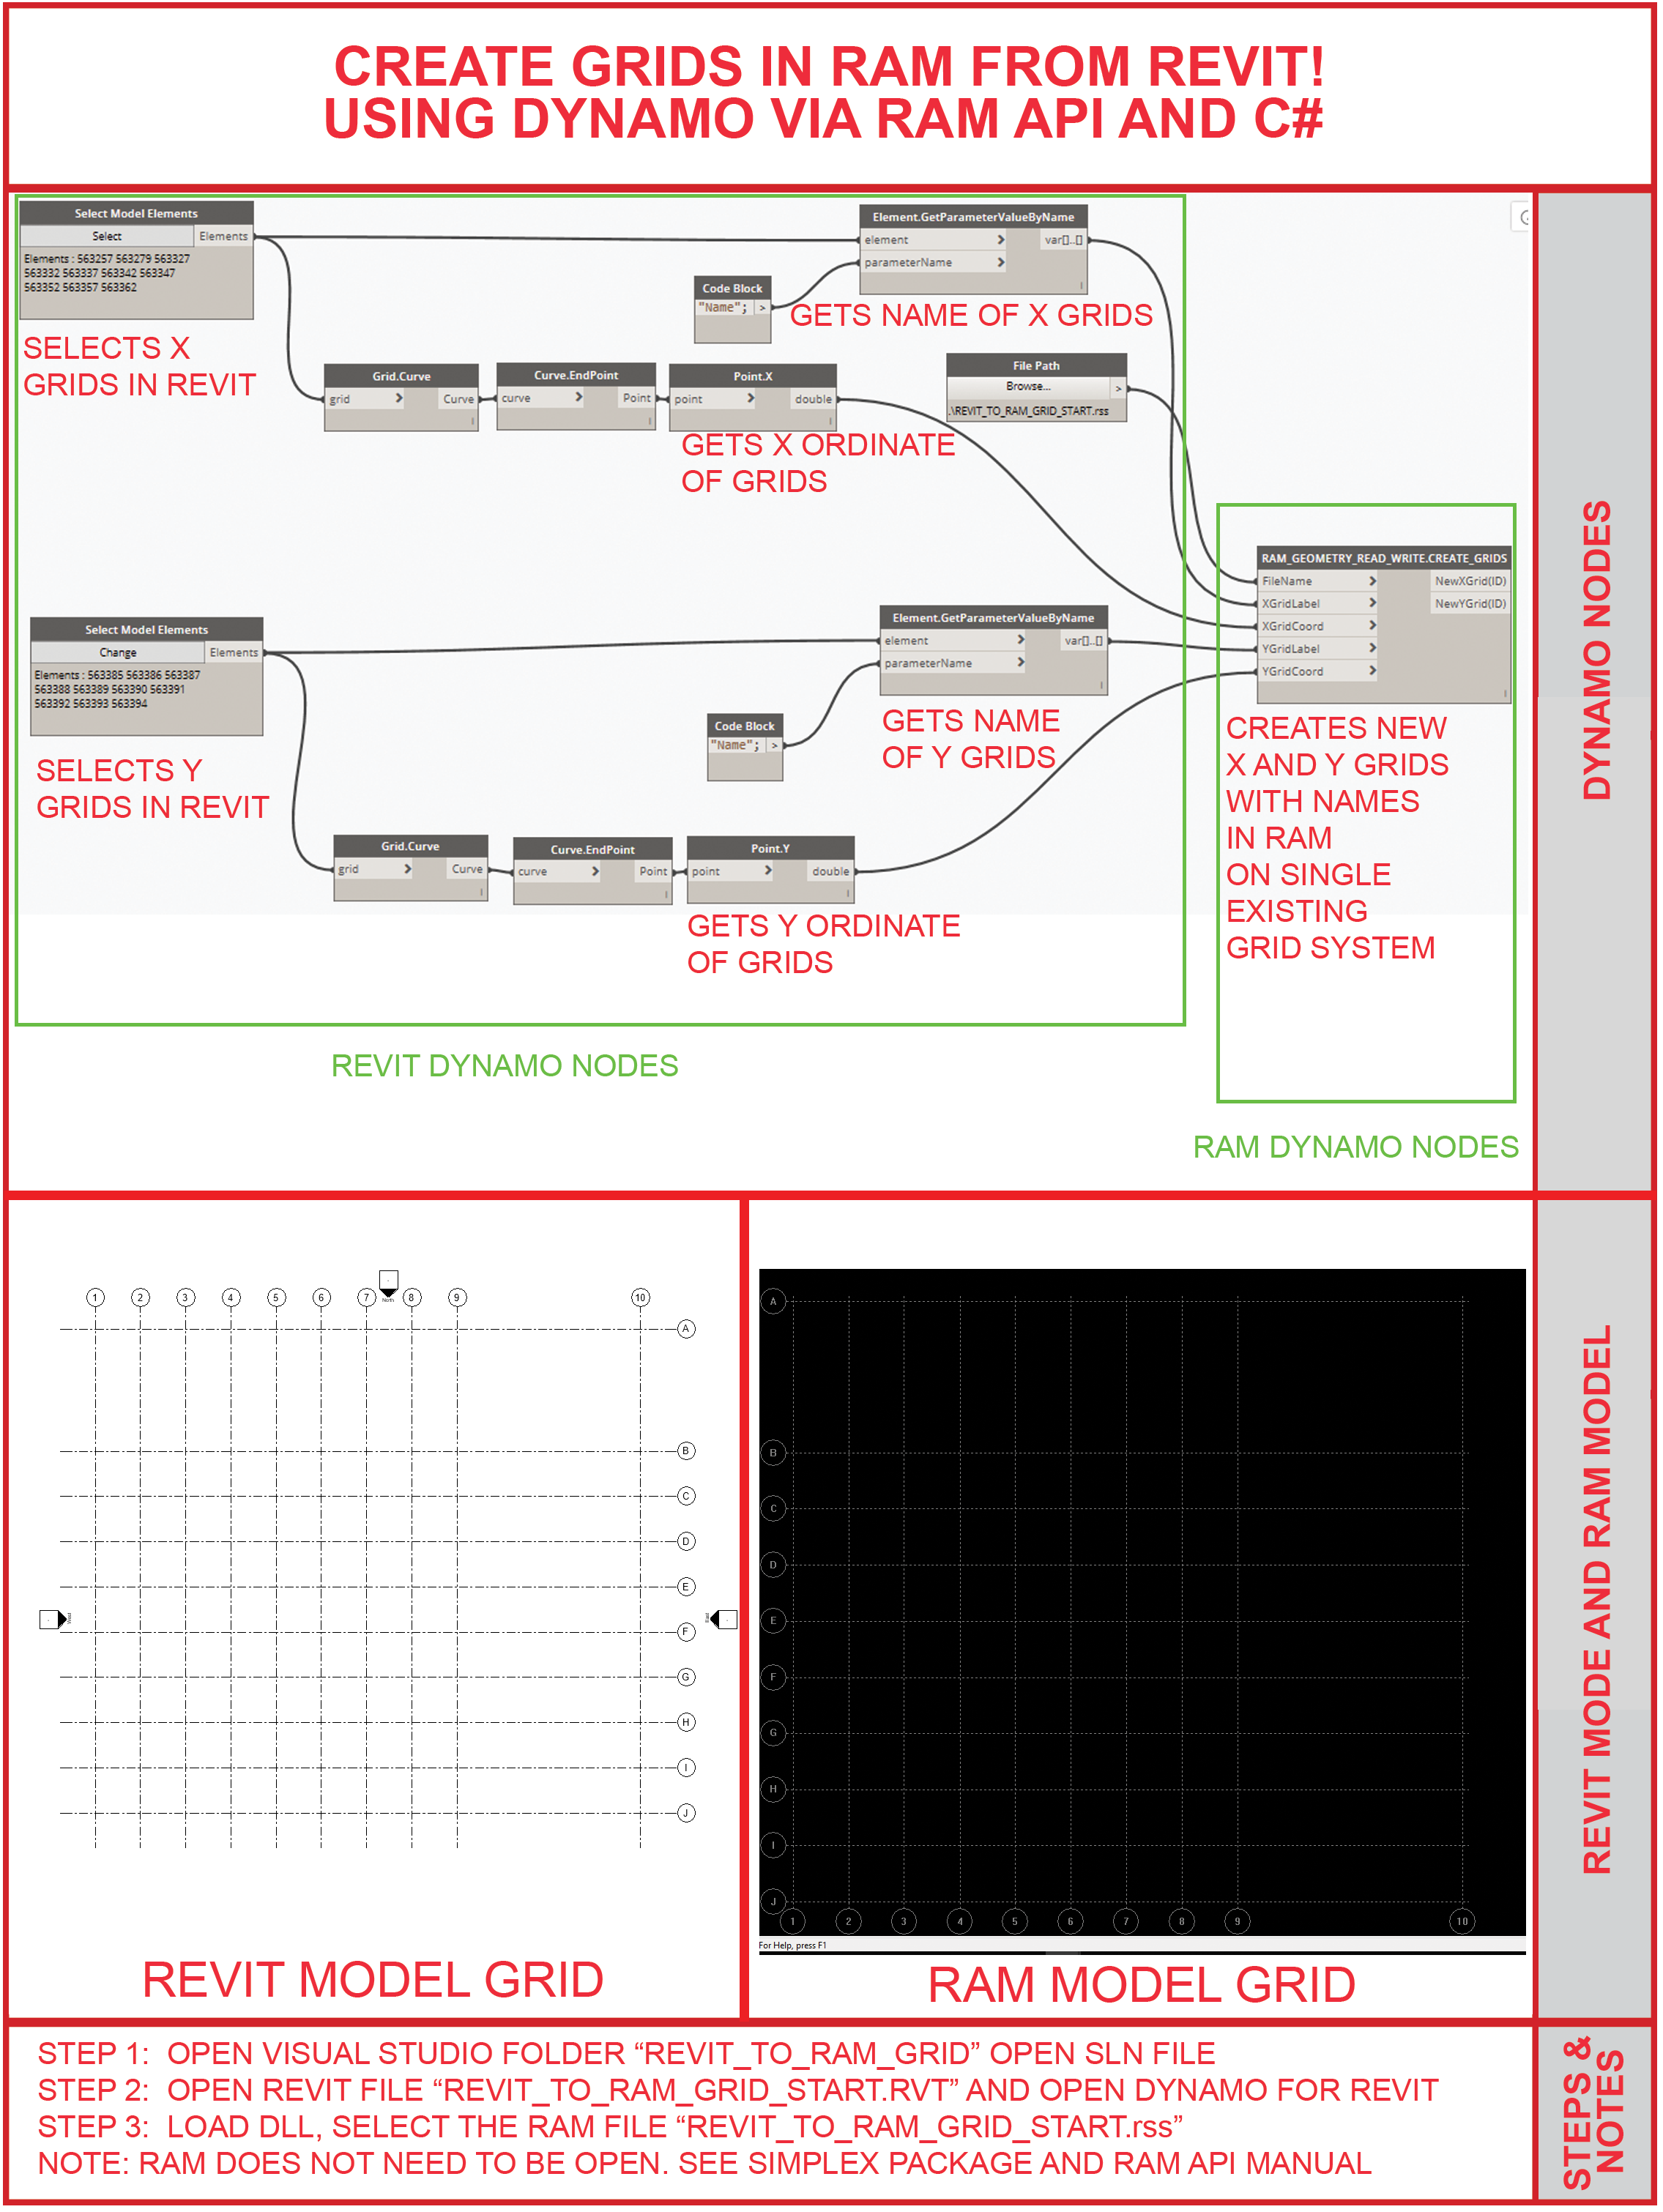 CREATE GRIDS IN RAM FROM REVIT!
USING DYNAMO VIA RAM API AND C#
Select Model Elements
Select
Elements
Elements : 563257 563279 563327
563332 563337 563342 563347
563352 563357 563362
SELECTS X
GRIDS IN REVIT
Element.GetParameterValueByName
element
var[]..[]
parameterName
Code Block
"Name";
>
GETS NAME OF X GRIDS
Grid.Curve
grid
Curve
Curve.EndPoint
curve
Point
Point.X
point
double
GETS X ORDINATE
OF GRIDS
File Path
Browse...
>
.\REVIT_TO_RAM_GRID_START.rss
RAM_GEOMETRY_READ_WRITE.CREATE_GRIDS
FileName
NewXGrid(ID)
XGridLabel
NewYGrid(ID)
XGridCoord
YGridLabel
YGridCoord
CREATES NEW
X AND Y GRIDS
WITH NAMES
IN RAM
ON SINGLE
EXISTING
GRID SYSTEM
Select Model Elements
Change
Elements
Elements : 563385 563386 563387
563388 563389 563390 563391
563392 563393 563394
SELECTS Y
GRIDS IN REVIT
Element.GetParameterValueByName
element
var[]..[]
parameterName
Code Block
"Name";
>
GETS NAME
OF Y GRIDS
Grid.Curve
grid
Curve
Curve.EndPoint
curve
Point
Point.Y
point
double
GETS Y ORDINATE
OF GRIDS
REVIT DYNAMO NODES
RAM DYNAMO NODES
DYNAMO NODES
1 2 3 4 5 6 7 8 9 10
North
A
B
C
D
E
F
G
H
I
J
West
East
REVIT MODEL GRID
A
B
C
D
E
F
G
H
I
J
1 2 3 4 5 6 7 8 9 10
For Help, press F1
RAM MODEL GRID
REVIT MODE AND RAM MODEL
STEP 1: OPEN VISUAL STUDIO FOLDER “REVIT_TO_RAM_GRID” OPEN SLN FILE
STEP 2: OPEN REVIT FILE “REVIT_TO_RAM_GRID_START.RVT” AND OPEN DYNAMO FOR REVIT
STEP 3: LOAD DLL, SELECT THE RAM FILE “REVIT_TO_RAM_GRID_START.rss”
NOTE: RAM DOES NOT NEED TO BE OPEN. SEE SIMPLEX PACKAGE AND RAM API MANUAL
STEPS &
NOTES